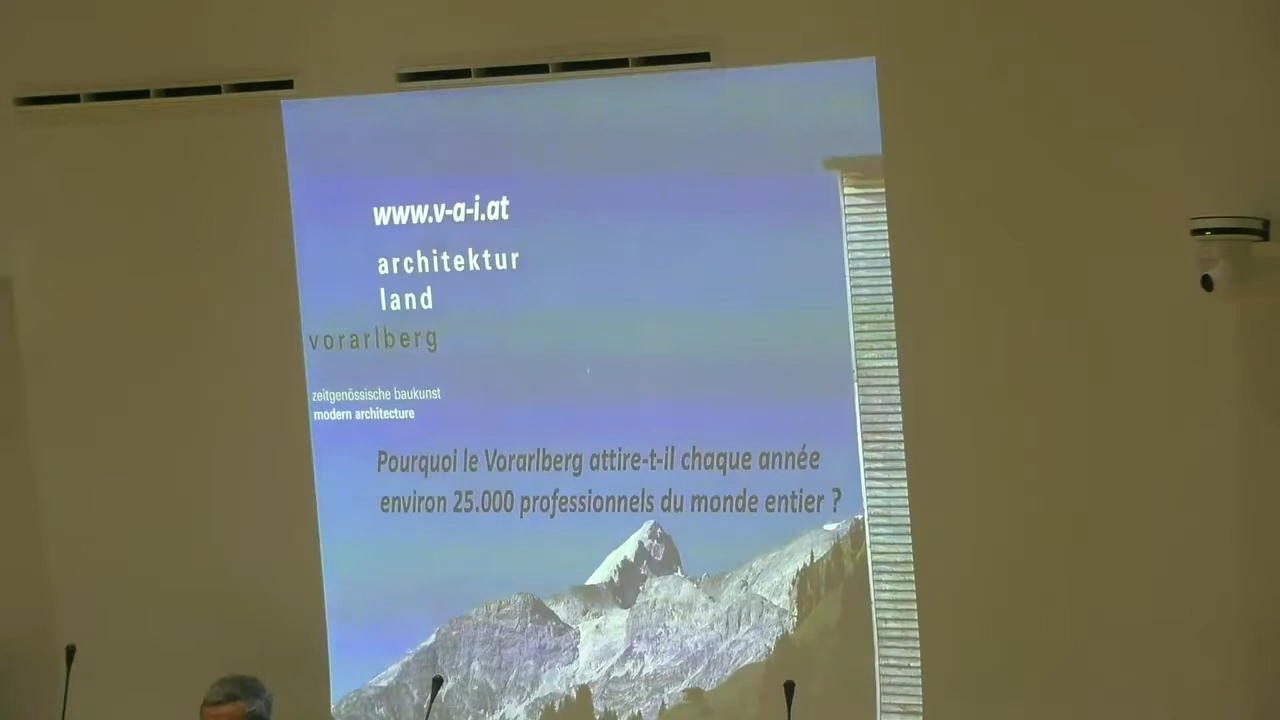 www.v-a-i.at
architektur
land
vorarlberg
zeitgenössische baukunst
modern architecture
Pourquoi le Vorarlberg attire-t-il chaque année
environ 25.000 professionnels du monde entier ?